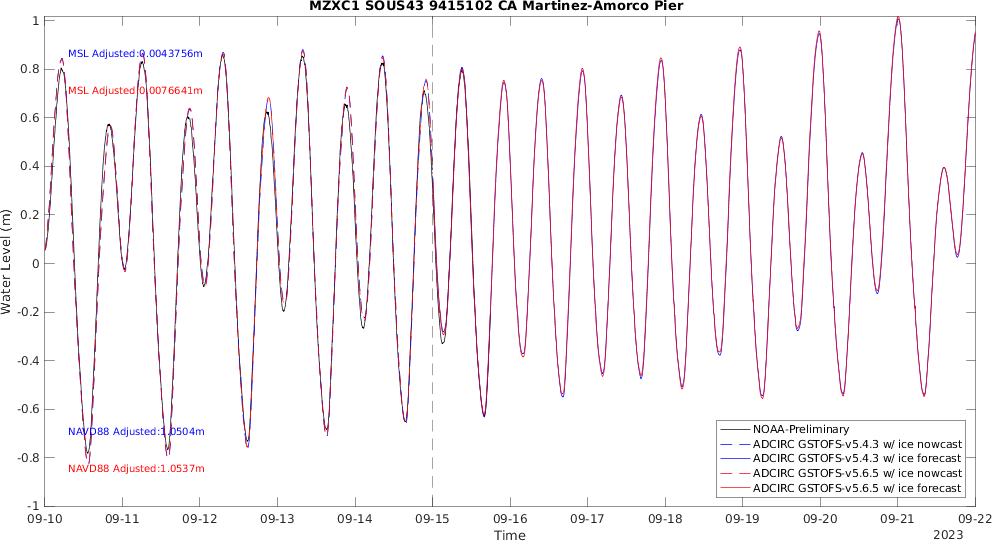 MZXC1 SOUS43 9415102 CA Martinez-Amorco Pier
1
0.8
0.6
0.4
0.2
0
-0.2
-0.4
-0.6
-0.8
-1
Water Level (m)
MSL Adjusted:0.0043756m
MSL Adjusted:0.0076641m
NAVD88 Adjusted:1.0504m
NAVD88 Adjusted:1.0537m
NOAA-Preliminary
ADCIRC GSTOFS-v5.4.3 w/ ice nowcast
ADCIRC GSTOFS-v5.4.3 w/ ice forecast
ADCIRC GSTOFS-v5.6.5 w/ ice nowcast
ADCIRC GSTOFS-v5.6.5 w/ ice forecast
09-10 09-11 09-12 09-13 09-14 09-15 09-16 09-17 09-18 09-19 09-20 09-21 09-22
Time
2023